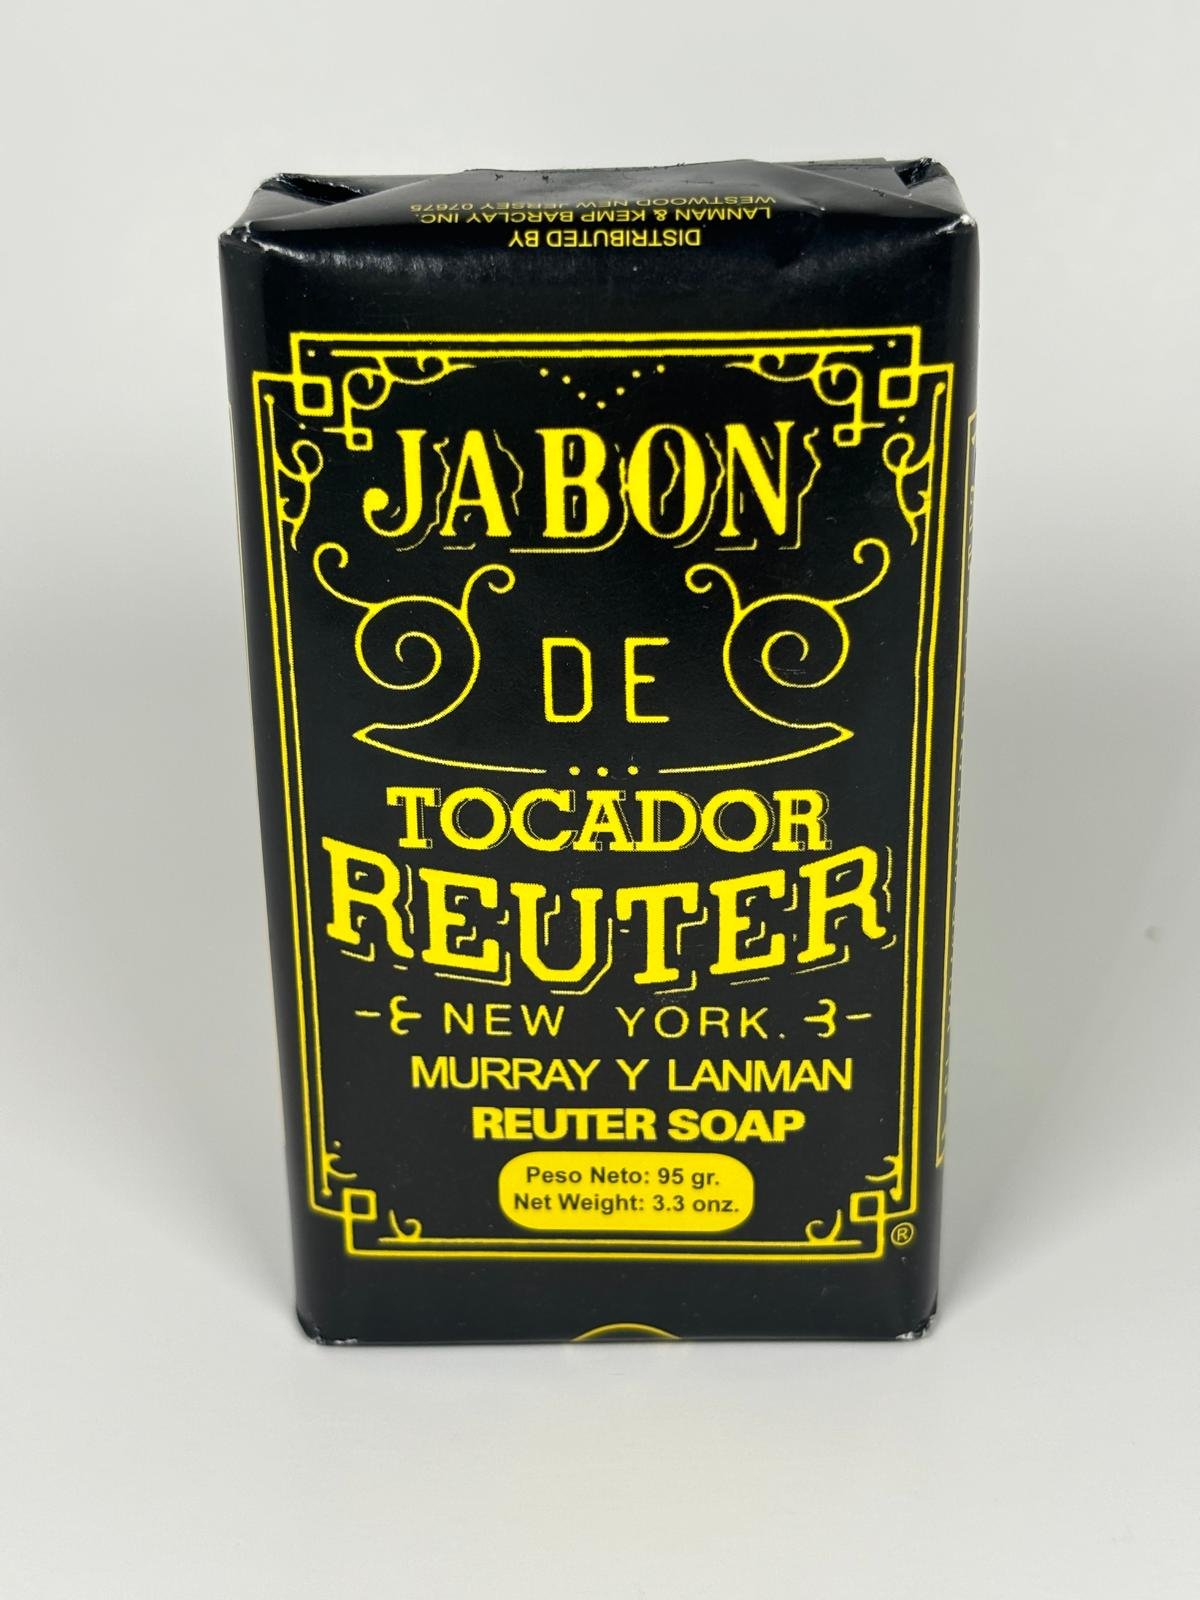 DISTRIBUTED BY
LANMAN & KEMP BARCLAY INC.
WESTWOOD NEW JERSEY 07675
JABON
DE
TOCADOR
REUTER
NEW YORK.
MURRAY Y LANMAN
REUTER SOAP
Peso Neto: 95 gr.
Net Weight: 3.3 onz.
®